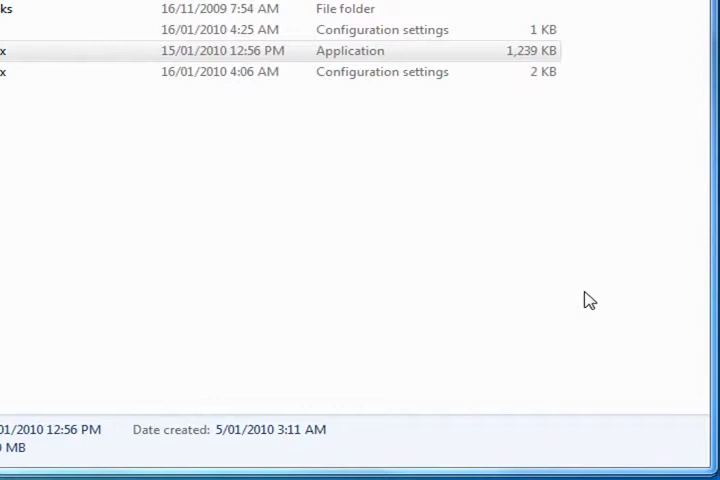 ks 16/11/2009 7:54 AM File folder
16/01/2010 4:25 AM Configuration settings 1 KB
x 15/01/2010 12:56 PM Application 1,239 KB
x 16/01/2010 4:06 AM Configuration settings 2 KB
01/2010 12:56 PM Date created: 5/01/2010 3:11 AM
MB